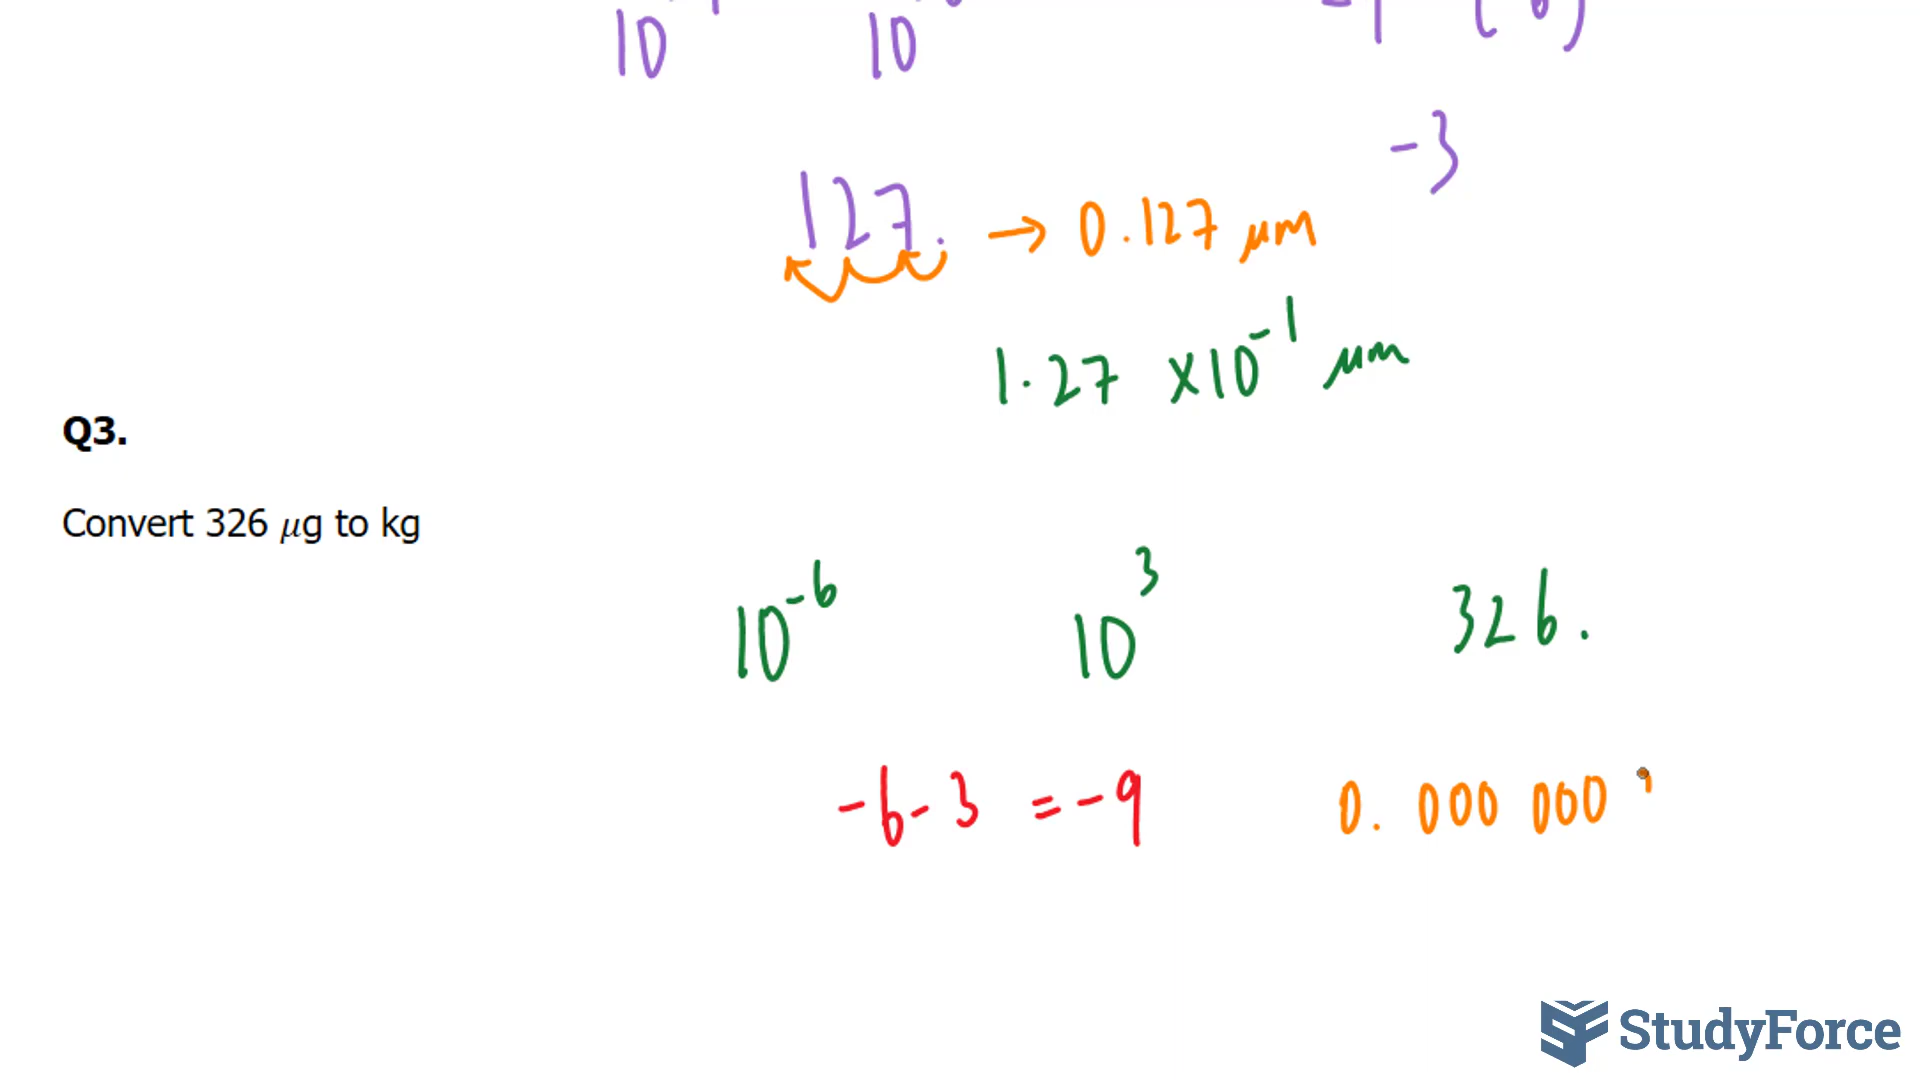 10 10
-3
127. → 0.127 μm
1.27 ×10⁻¹ μm
Q3.
Convert 326 μg to kg
10⁻⁶ 10³ 326.
-6-3 =-9 0. 000 000
StudyForce